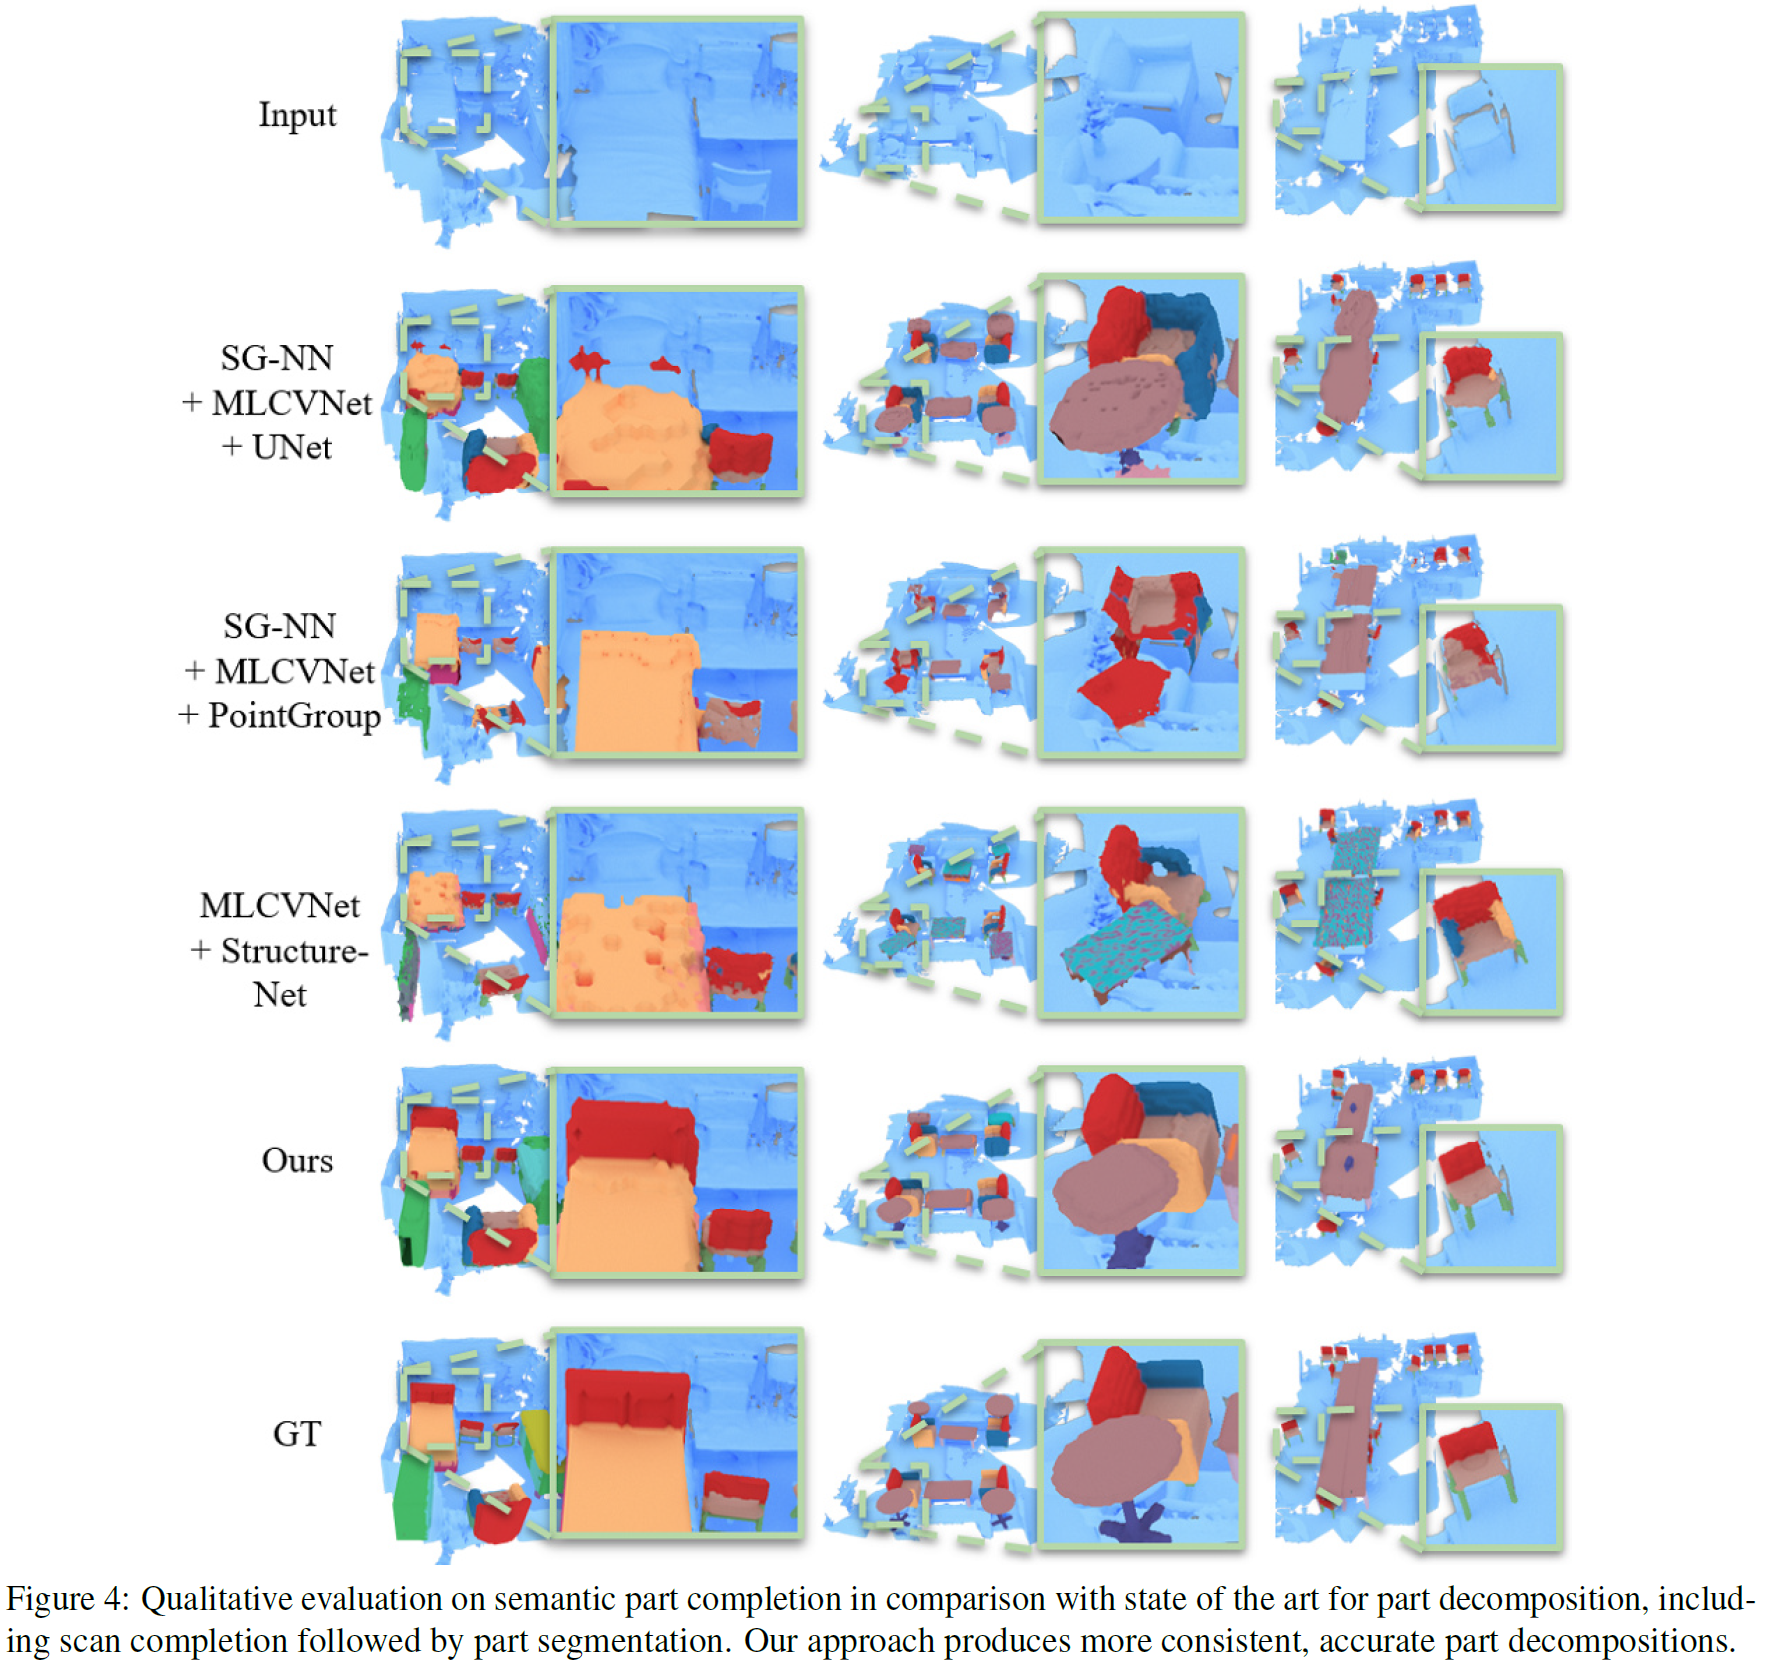 Input
SG-NN
+ MLCVNet
+ UNet
SG-NN
+ MLCVNet
+ PointGroup
MLCVNet
+ Structure-
Net
Ours
GT
Figure 4: Qualitative evaluation on semantic part completion in comparison with state of the art for part decomposition, includ-
ing scan completion followed by part segmentation. Our approach produces more consistent, accurate part decompositions.